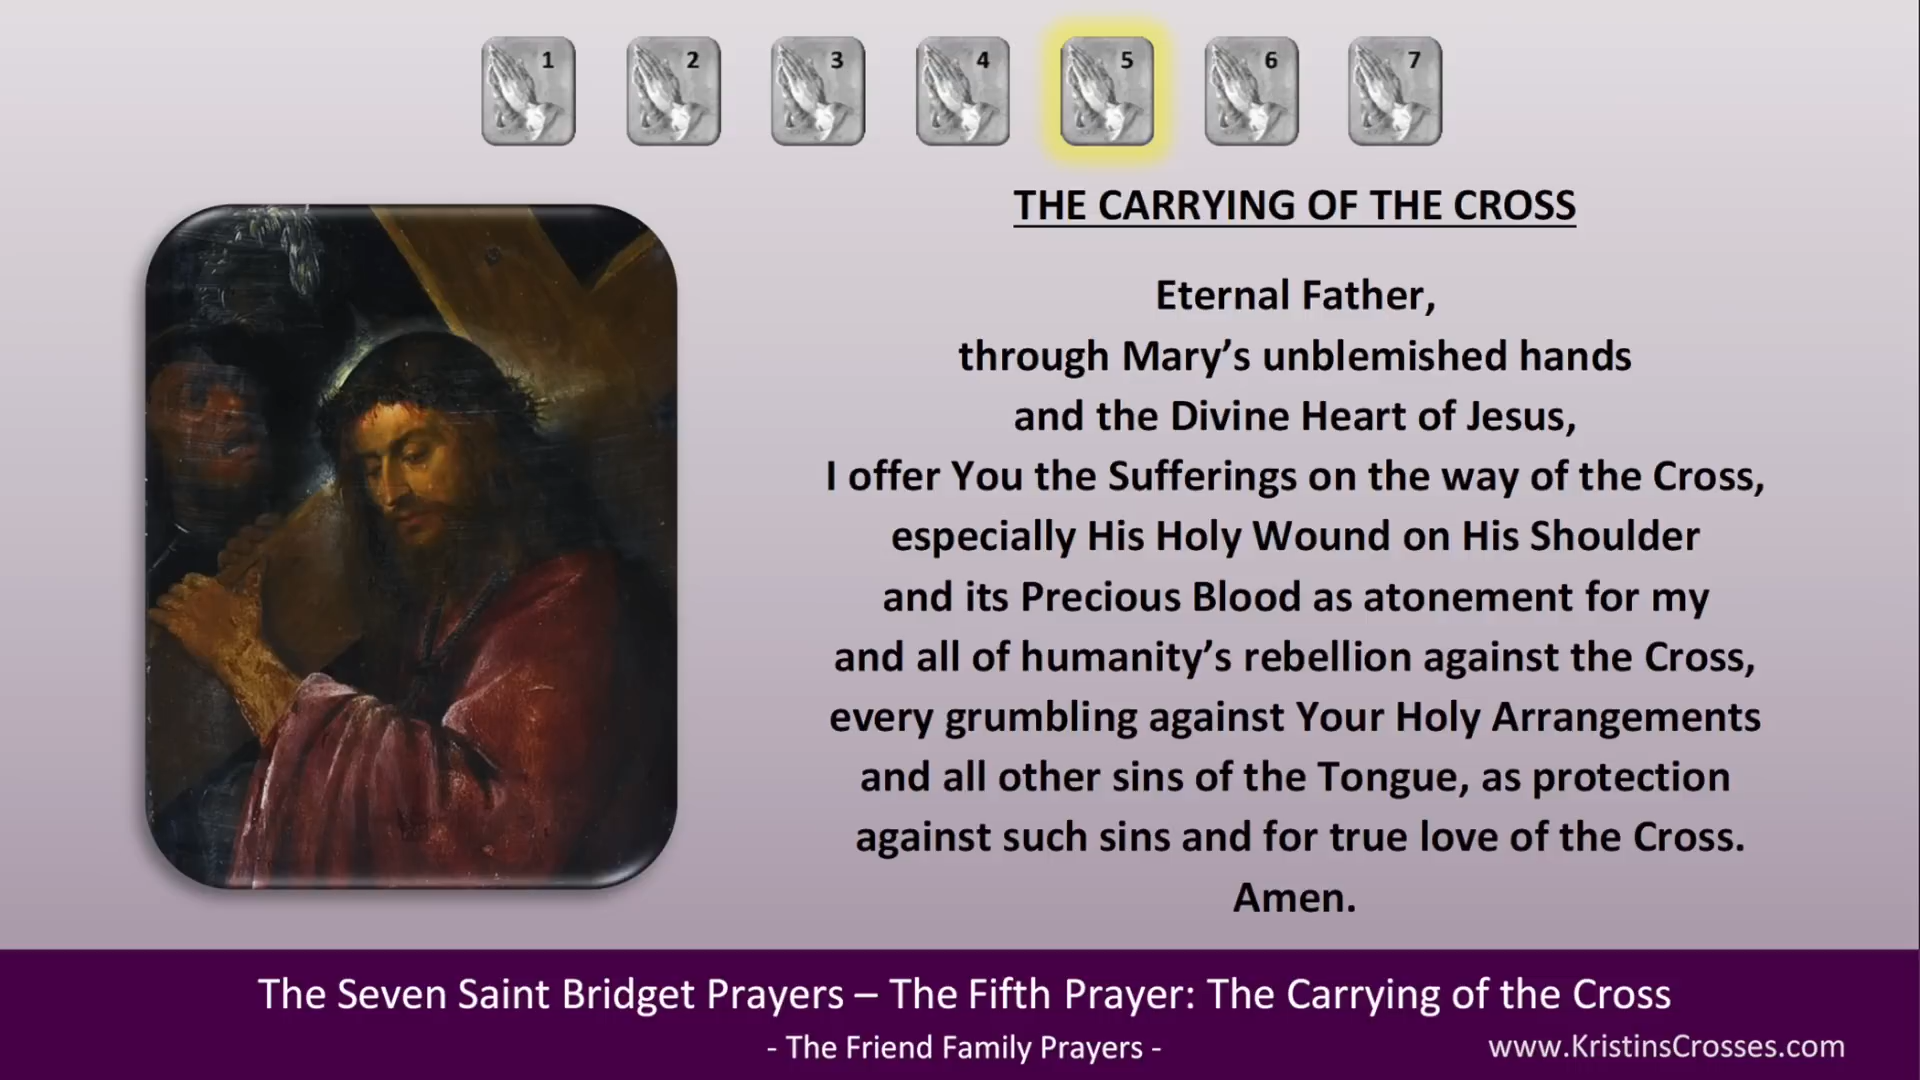 1 2 3 4 5 6 7
THE CARRYING OF THE CROSS
Eternal Father,
through Mary’s unblemished hands
and the Divine Heart of Jesus,
I offer You the Sufferings on the way of the Cross,
especially His Holy Wound on His Shoulder
and its Precious Blood as atonement for my
and all of humanity’s rebellion against the Cross,
every grumbling against Your Holy Arrangements
and all other sins of the Tongue, as protection
against such sins and for true love of the Cross.
Amen.
The Seven Saint Bridget Prayers – The Fifth Prayer: The Carrying of the Cross
- The Friend Family Prayers -
www.KristinsCrosses.com